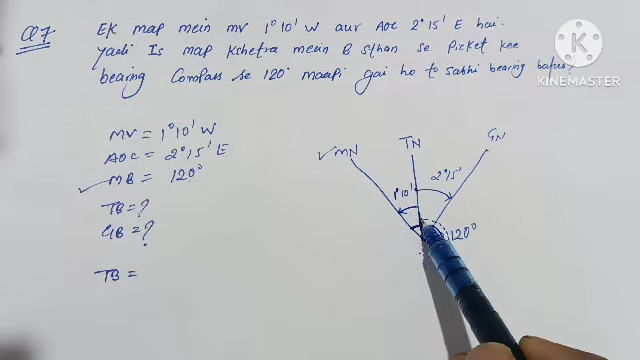 Q7 Ek map mein mv 1°10' W aur AOC 2°15' E hai.
yadi Is map kshetra mein B sthan se Picket kee
bearing Compass se 120° maapi gai ho to sabhi bearing batao?
K
KINEMASTER
MV = 1°10' W
AOC = 2°15' E
MB = 120°
TB = ?
GB = ?
TB =
MN TN GN
1°10' 2°15'
120°